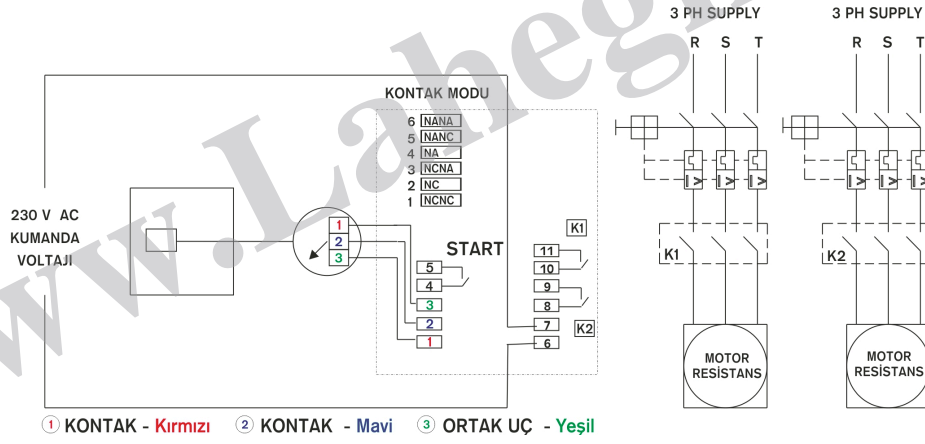 www.Lahegi
3 PH SUPPLY
R S T
3 PH SUPPLY
R S T
KONTAK MODU
6 NANA
5 NANC
4 NA
3 NCNA
2 NC
1 NCNC
230 V AC
KUMANDA
VOLTAJI
1
2
3
START
5
4
3
2
1
K1
11
10
9
8
7
6
K2
I >
I >
I >
I >
I >
I >
K1
K2
MOTOR
RESİSTANS
MOTOR
RESİSTANS
1 KONTAK - Kırmızı 2 KONTAK - Mavi 3 ORTAK UÇ - Yeşil